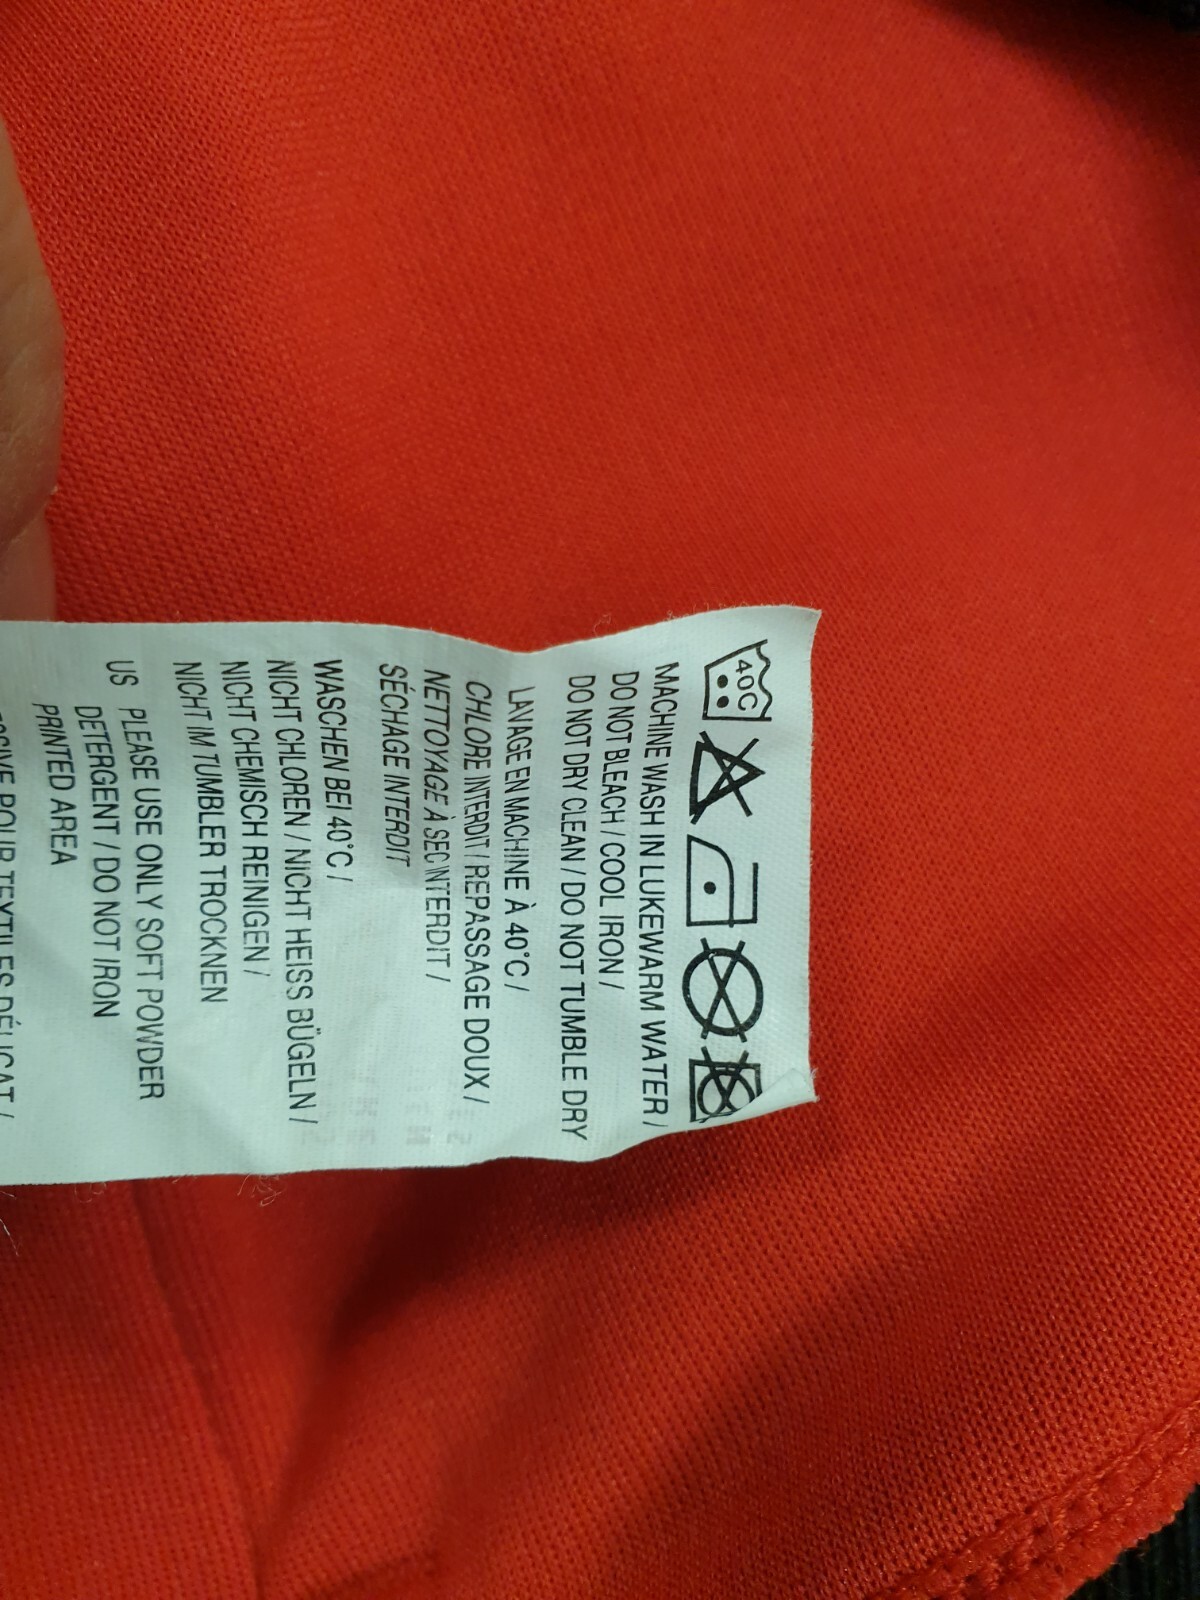 40C
MACHINE WASH IN LUKEWARM WATER /
DO NOT BLEACH / COOL IRON /
DO NOT DRY CLEAN / DO NOT TUMBLE DRY
LAVAGE EN MACHINE À 40°C /
CHLORE INTERDIT / REPASSAGE DOUX /
NETTOYAGE À SEC INTERDIT /
SÉCHAGE INTERDIT
WASCHEN BEI 40°C /
NICHT CHLOREN / NICHT HEISS BÜGELN /
NICHT CHEMISCH REINIGEN /
NICHT IM TUMBLER TROCKNEN
US PLEASE USE ONLY SOFT POWDER
DETERGENT / DO NOT IRON
PRINTED AREA
POUR TEXTILES DÉLICAT /